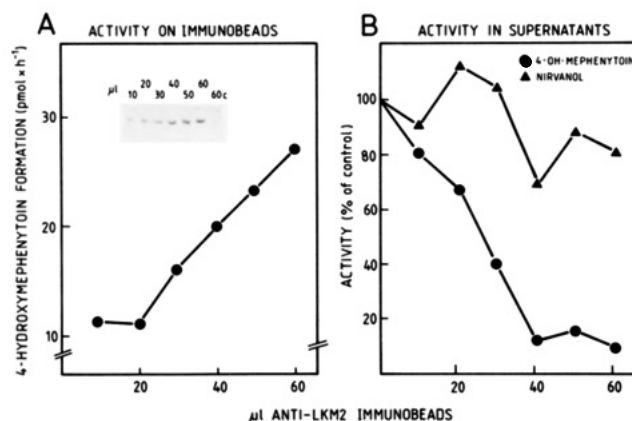 A
ACTIVITY ON IMMUNOBEADS
4-HYDROXYMEPHENYTOIN FORMATION (pmol × h⁻¹)
30
20
10
µl 20 40 60
10 30 50 60c
20 40 60
B
ACTIVITY IN SUPERNATANTS
4-OH-MEPHENYTOIN
NIRVANOL
ACTIVITY (% of control)
100
80
60
40
20
20 40 60
µl ANTI-LKM2 IMMUNOBEADS